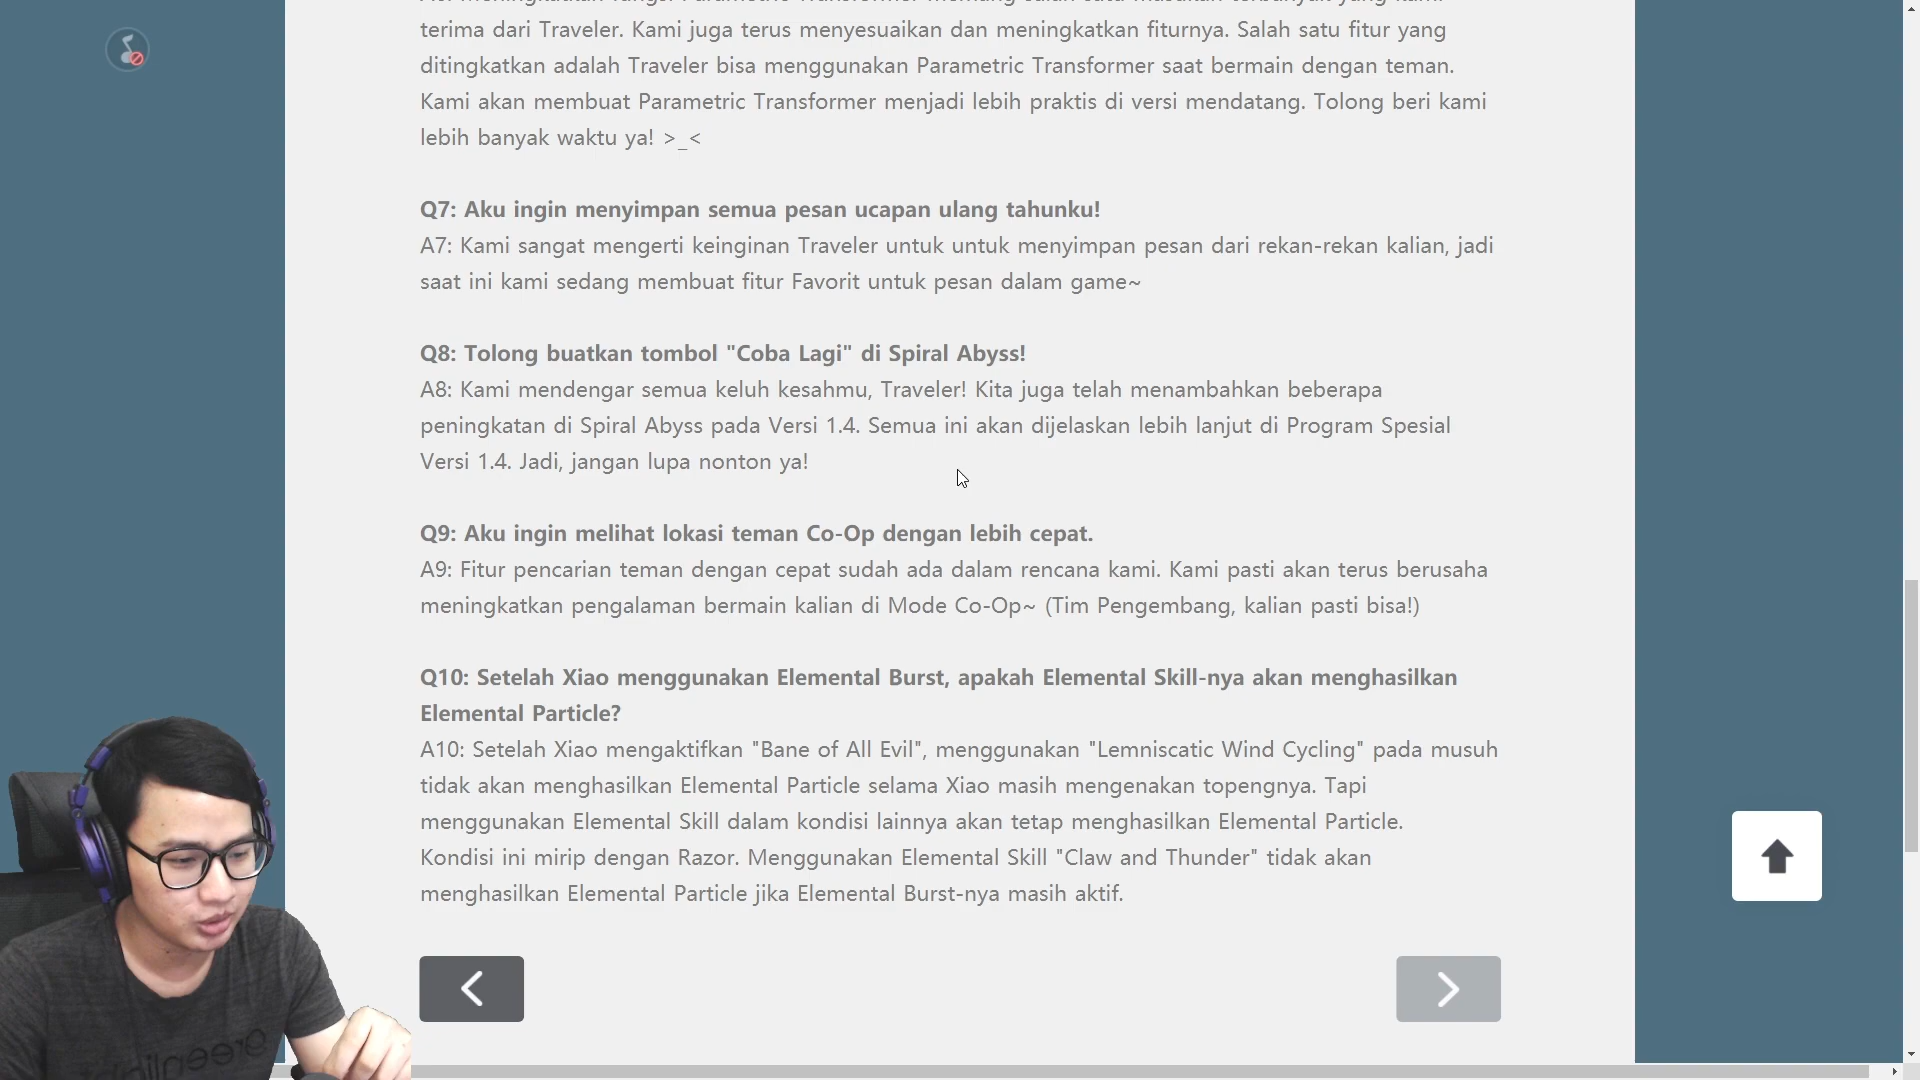 terima dari Traveler. Kami juga terus menyesuaikan dan meningkatkan fiturnya. Salah satu fitur yang
ditingkatkan adalah Traveler bisa menggunakan Parametric Transformer saat bermain dengan teman.
Kami akan membuat Parametric Transformer menjadi lebih praktis di versi mendatang. Tolong beri kami
lebih banyak waktu ya! >_<
Q7: Aku ingin menyimpan semua pesan ucapan ulang tahunku!
A7: Kami sangat mengerti keinginan Traveler untuk untuk menyimpan pesan dari rekan-rekan kalian, jadi
saat ini kami sedang membuat fitur Favorit untuk pesan dalam game~
Q8: Tolong buatkan tombol "Coba Lagi" di Spiral Abyss!
A8: Kami mendengar semua keluh kesahmu, Traveler! Kita juga telah menambahkan beberapa
peningkatan di Spiral Abyss pada Versi 1.4. Semua ini akan dijelaskan lebih lanjut di Program Spesial
Versi 1.4. Jadi, jangan lupa nonton ya!
Q9: Aku ingin melihat lokasi teman Co-Op dengan lebih cepat.
A9: Fitur pencarian teman dengan cepat sudah ada dalam rencana kami. Kami pasti akan terus berusaha
meningkatkan pengalaman bermain kalian di Mode Co-Op~ (Tim Pengembang, kalian pasti bisa!)
Q10: Setelah Xiao menggunakan Elemental Burst, apakah Elemental Skill-nya akan menghasilkan
Elemental Particle?
A10: Setelah Xiao mengaktifkan "Bane of All Evil", menggunakan "Lemniscatic Wind Cycling" pada musuh
tidak akan menghasilkan Elemental Particle selama Xiao masih mengenakan topengnya. Tapi
menggunakan Elemental Skill dalam kondisi lainnya akan tetap menghasilkan Elemental Particle.
Kondisi ini mirip dengan Razor. Menggunakan Elemental Skill "Claw and Thunder" tidak akan
menghasilkan Elemental Particle jika Elemental Burst-nya masih aktif.